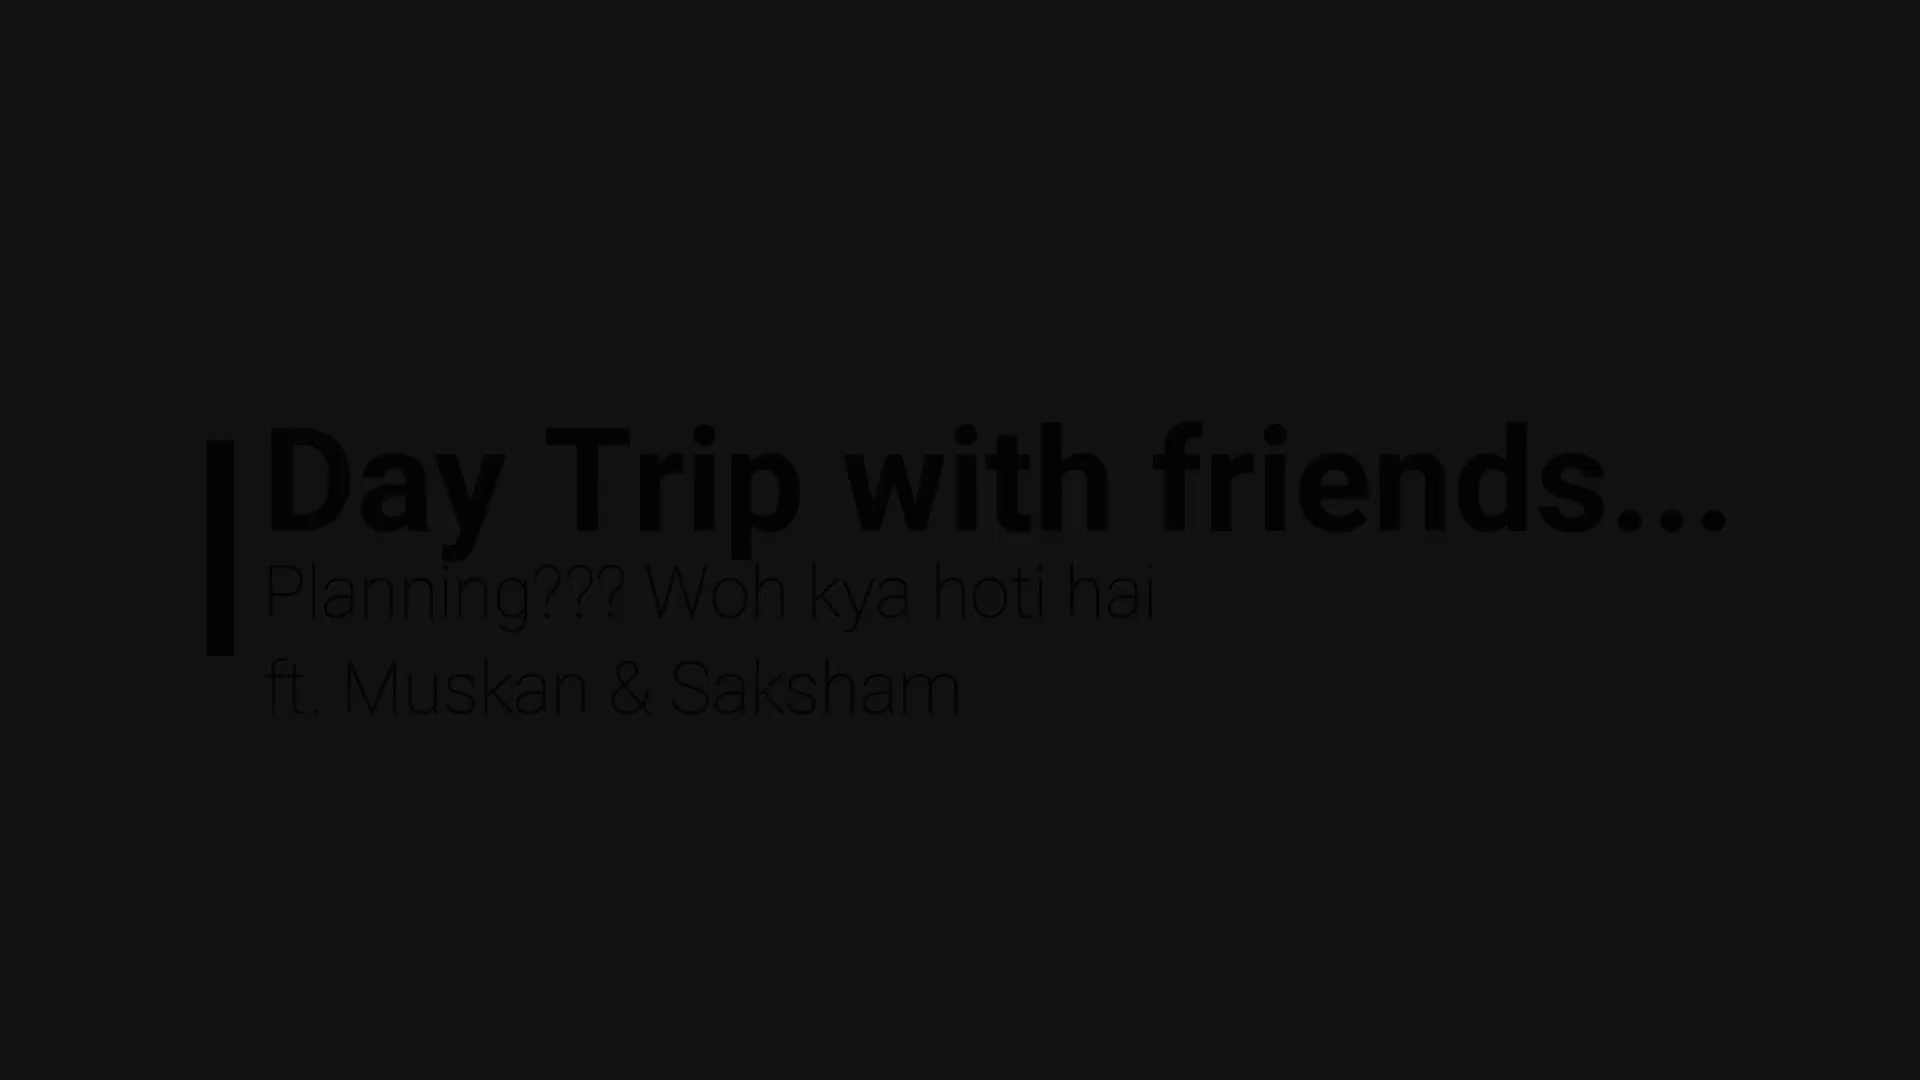 Day Trip with friends...
Planning??? Woh kya hoti hai
ft. Muskan & Saksham